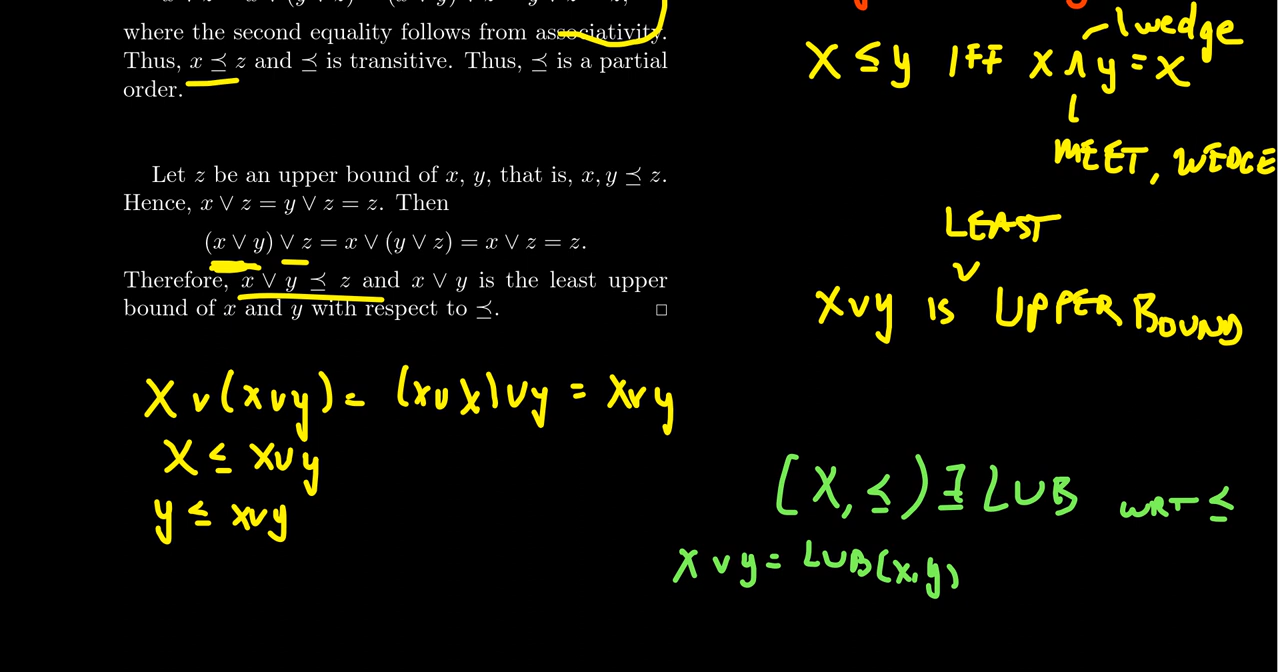 where the second equality follows from associativity.
Thus, x ⪯ z and ⪯ is transitive. Thus, ⪯ is a partial
order.
Let z be an upper bound of x, y, that is, x, y ⪯ z.
Hence, x ∨ z = y ∨ z = z. Then
(x ∨ y) ∨ z = x ∨ (y ∨ z) = x ∨ z = z.
Therefore, x ∨ y ⪯ z and x ∨ y is the least upper
bound of x and y with respect to ⪯. □
X ∨ (x ∨ y) = (x ∨ x) ∨ y = x ∨ y
X ≤ x ∨ y
y ≤ x ∨ y
\wedge
X ≤ y IFF X ∧ y = X
MEET, WEDGE
LEAST
X ∨ y is ∨ UPPER BOUND
(X, ≤) ∃ LUB WRT ≤
X ∨ y = LUB(x, y)